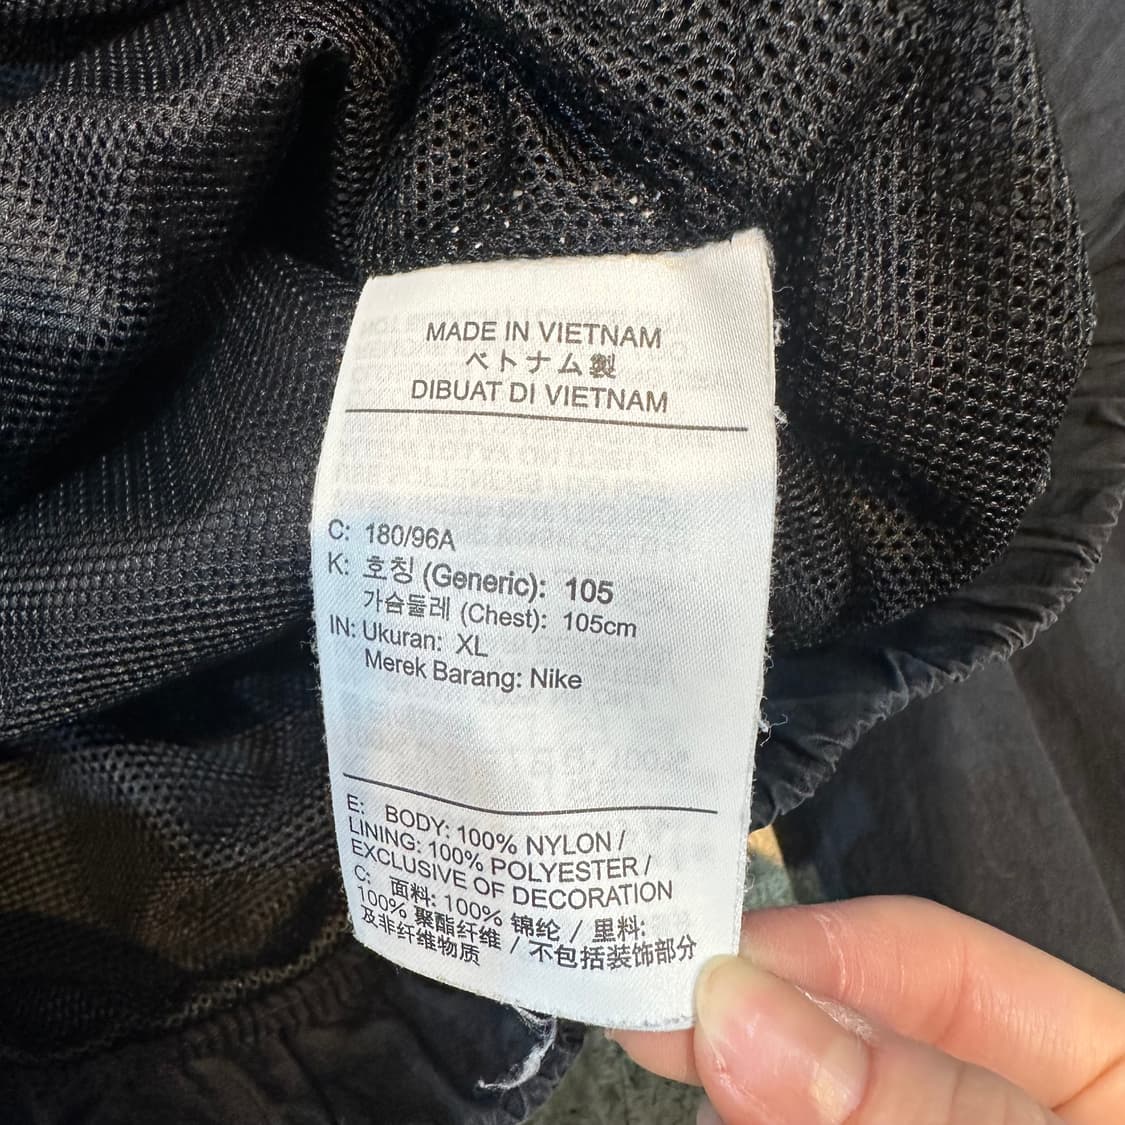 MADE IN VIETNAM
ベトナム製
DIBUAT DI VIETNAM
C: 180/96A
K: 호칭 (Generic): 105
가슴둘레 (Chest): 105cm
IN: Ukuran: XL
Merek Barang: Nike
E: BODY: 100% NYLON /
LINING: 100% POLYESTER /
EXCLUSIVE OF DECORATION
C: 面料: 100% 锦纶 / 里料:
100% 聚酯纤维 / 不包括装饰部分
及非纤维物质